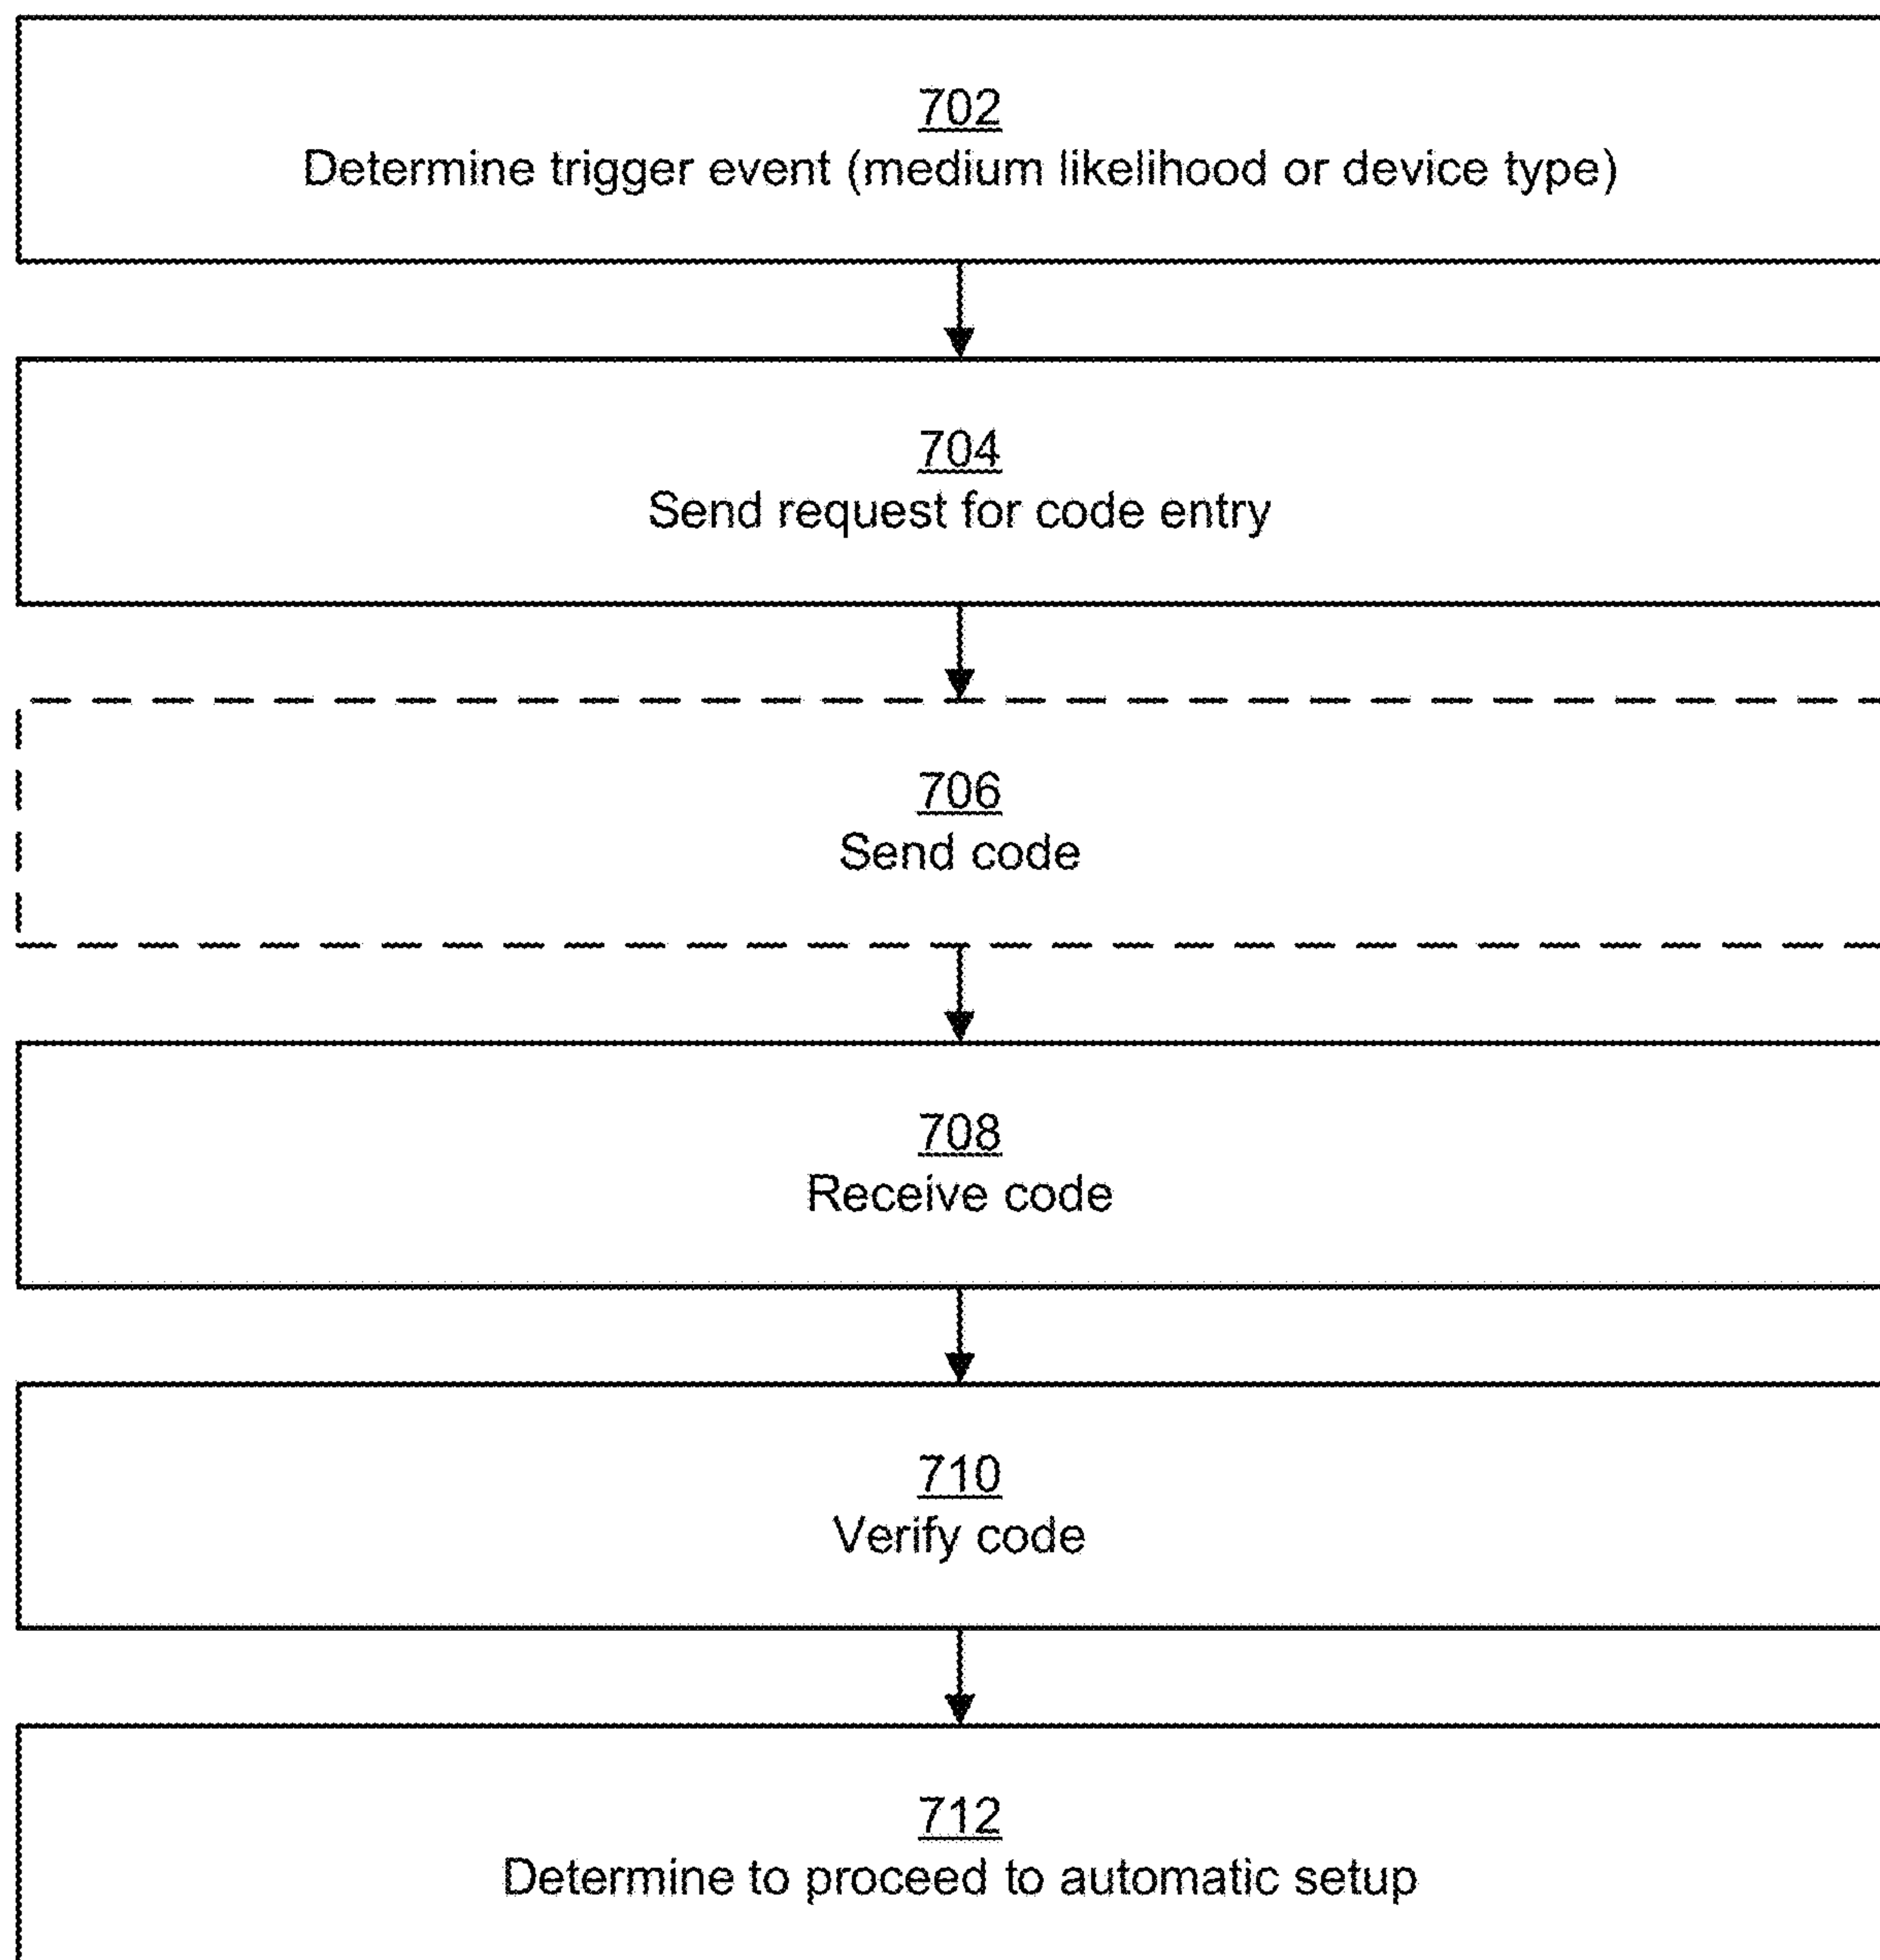 702
Determine trigger event (medium likelihood or device type)
704
Send request for code entry
706
Send code
708
Receive code
710
Verify code
712
Determine to proceed to automatic setup